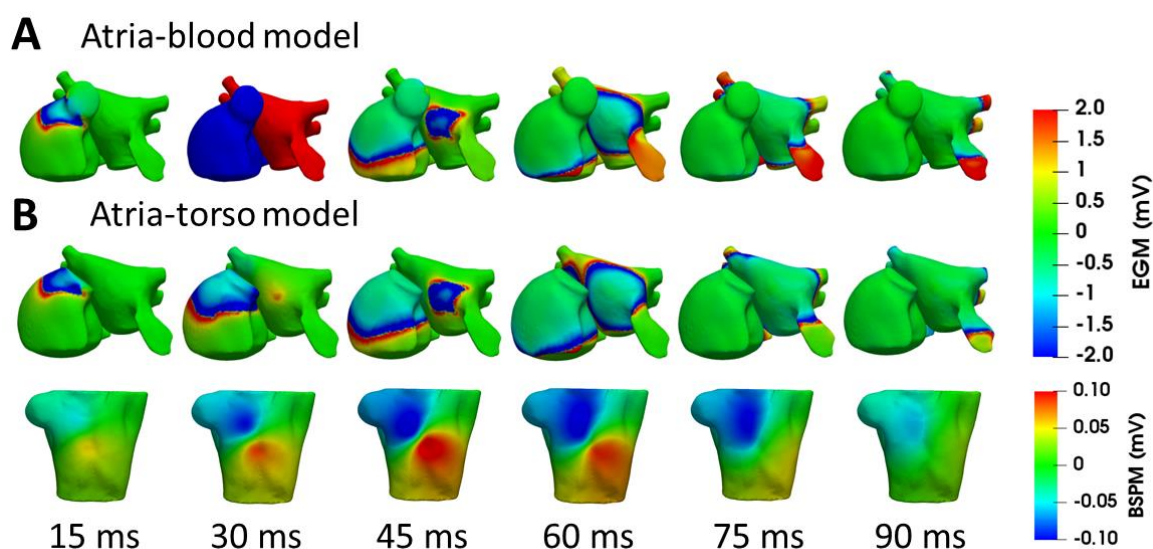 A Atria-blood model
2.0
1.5
1
0.5
0
-0.5
-1
-1.5
-2.0
EGM (mV)
B Atria-torso model
0.10
0.05
0
-0.05
-0.10
BSPM (mV)
15 ms 30 ms 45 ms 60 ms 75 ms 90 ms